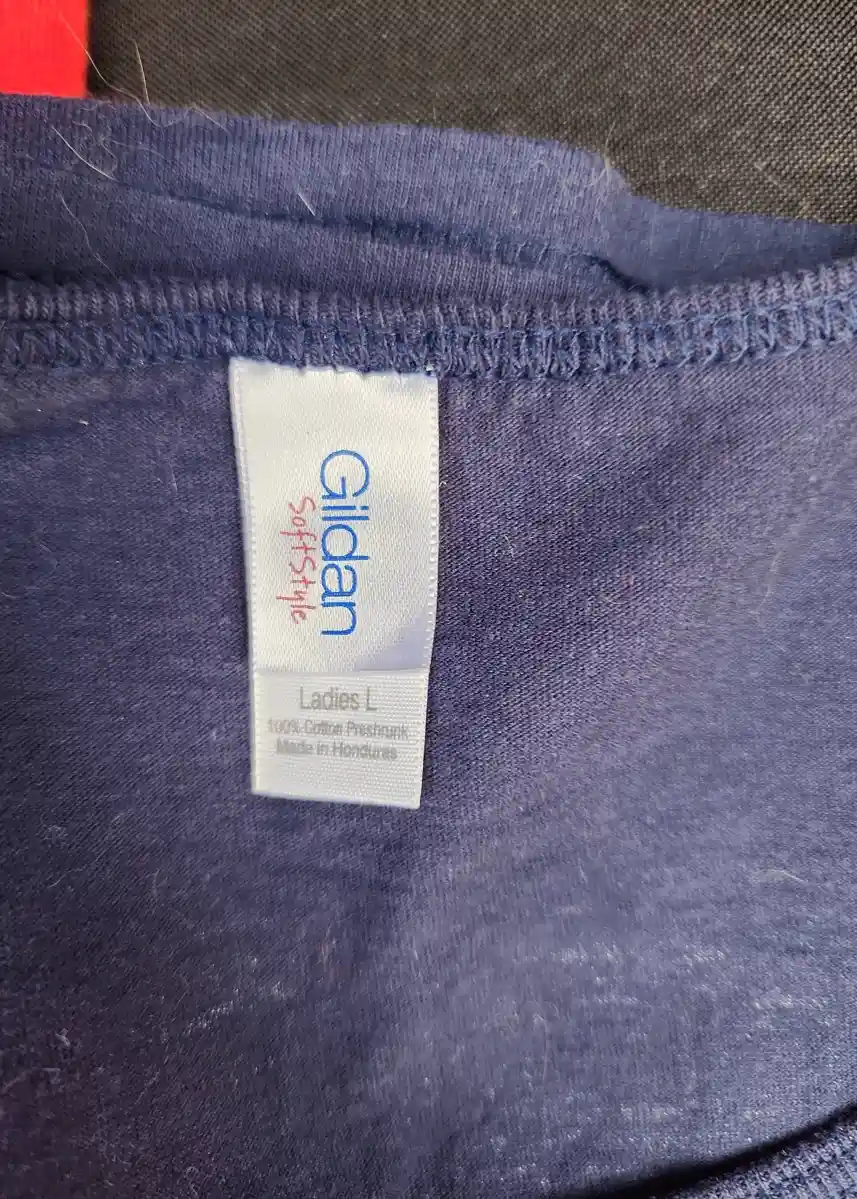 Gildan
SoftStyle
Ladies L
100% Cotton Preshrunk
Made in Honduras